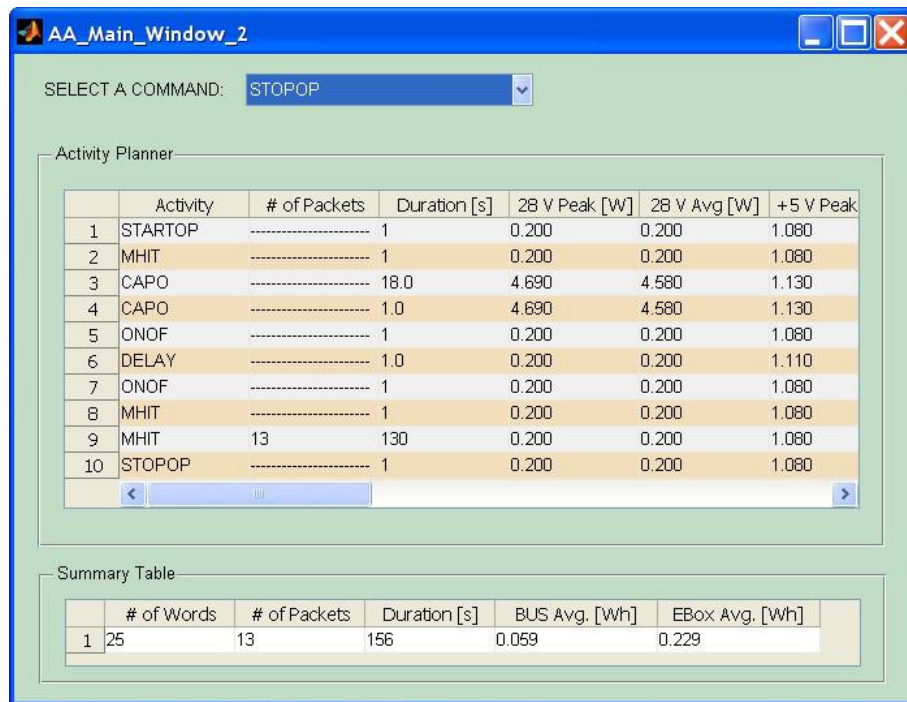 AA_Main_Window_2
SELECT A COMMAND: STOPOP
Activity Planner
Activity # of Packets Duration [s] 28 V Peak [W] 28 V Avg [W] +5 V Peak
1 STARTOP ----------------------- 1 0.200 0.200 1.080
2 MHIT ----------------------- 1 0.200 0.200 1.080
3 CAPO ----------------------- 18.0 4.690 4.580 1.130
4 CAPO ----------------------- 1.0 4.690 4.580 1.130
5 ONOF ----------------------- 1 0.200 0.200 1.080
6 DELAY ----------------------- 1.0 0.200 0.200 1.110
7 ONOF ----------------------- 1 0.200 0.200 1.080
8 MHIT ----------------------- 1 0.200 0.200 1.080
9 MHIT 13 130 0.200 0.200 1.080
10 STOPOP ----------------------- 1 0.200 0.200 1.080
Summary Table
# of Words # of Packets Duration [s] BUS Avg. [Wh] EBox Avg. [Wh]
1 25 13 156 0.059 0.229